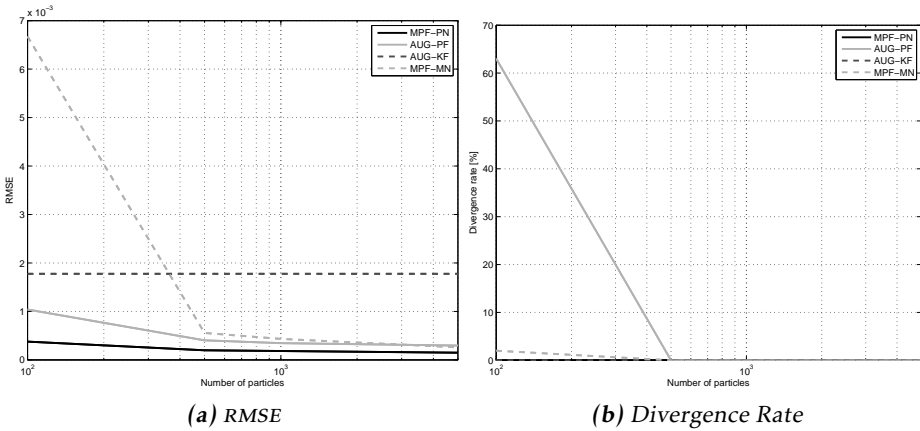 x 10⁻³
7
6
5
4
3
2
1
0
RMSE
10²
10³
Number of particles
MPF−PN
AUG−PF
AUG−KF
MPF−MN
(a) RMSE
70
60
50
40
30
20
10
0
Divergence rate [%]
10²
10³
Number of particles
MPF−PN
AUG−PF
AUG−KF
MPF−MN
(b) Divergence Rate